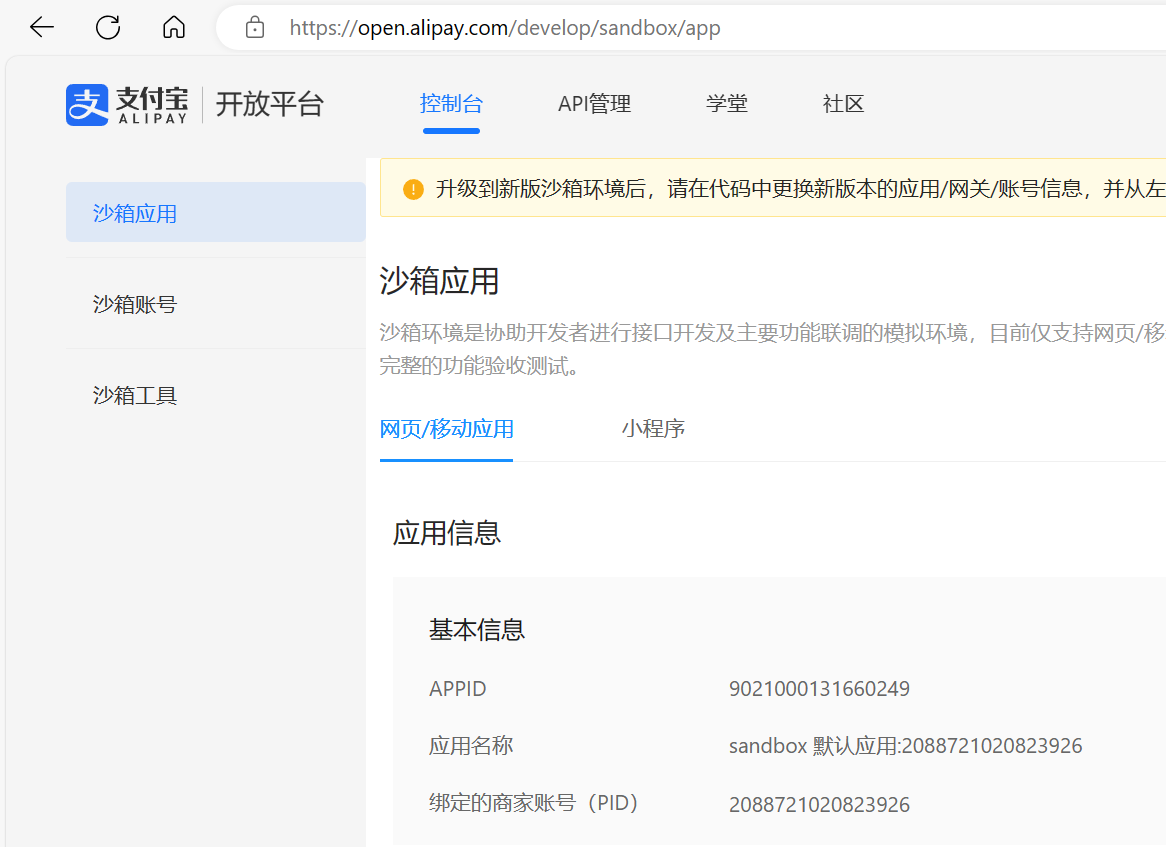 https://open.alipay.com/develop/sandbox/app
支 支付宝 ALIPAY 开放平台 控制台 API管理 学堂 社区
沙箱应用
沙箱账号
沙箱工具
! 升级到新版沙箱环境后，请在代码中更换新版本的应用/网关/账号信息，并从左
沙箱应用
沙箱环境是协助开发者进行接口开发及主要功能联调的模拟环境，目前仅支持网页/移
完整的功能验收测试。
网页/移动应用 小程序
应用信息
基本信息
APPID 9021000131660249
应用名称 sandbox 默认应用:2088721020823926
绑定的商家账号（PID） 2088721020823926